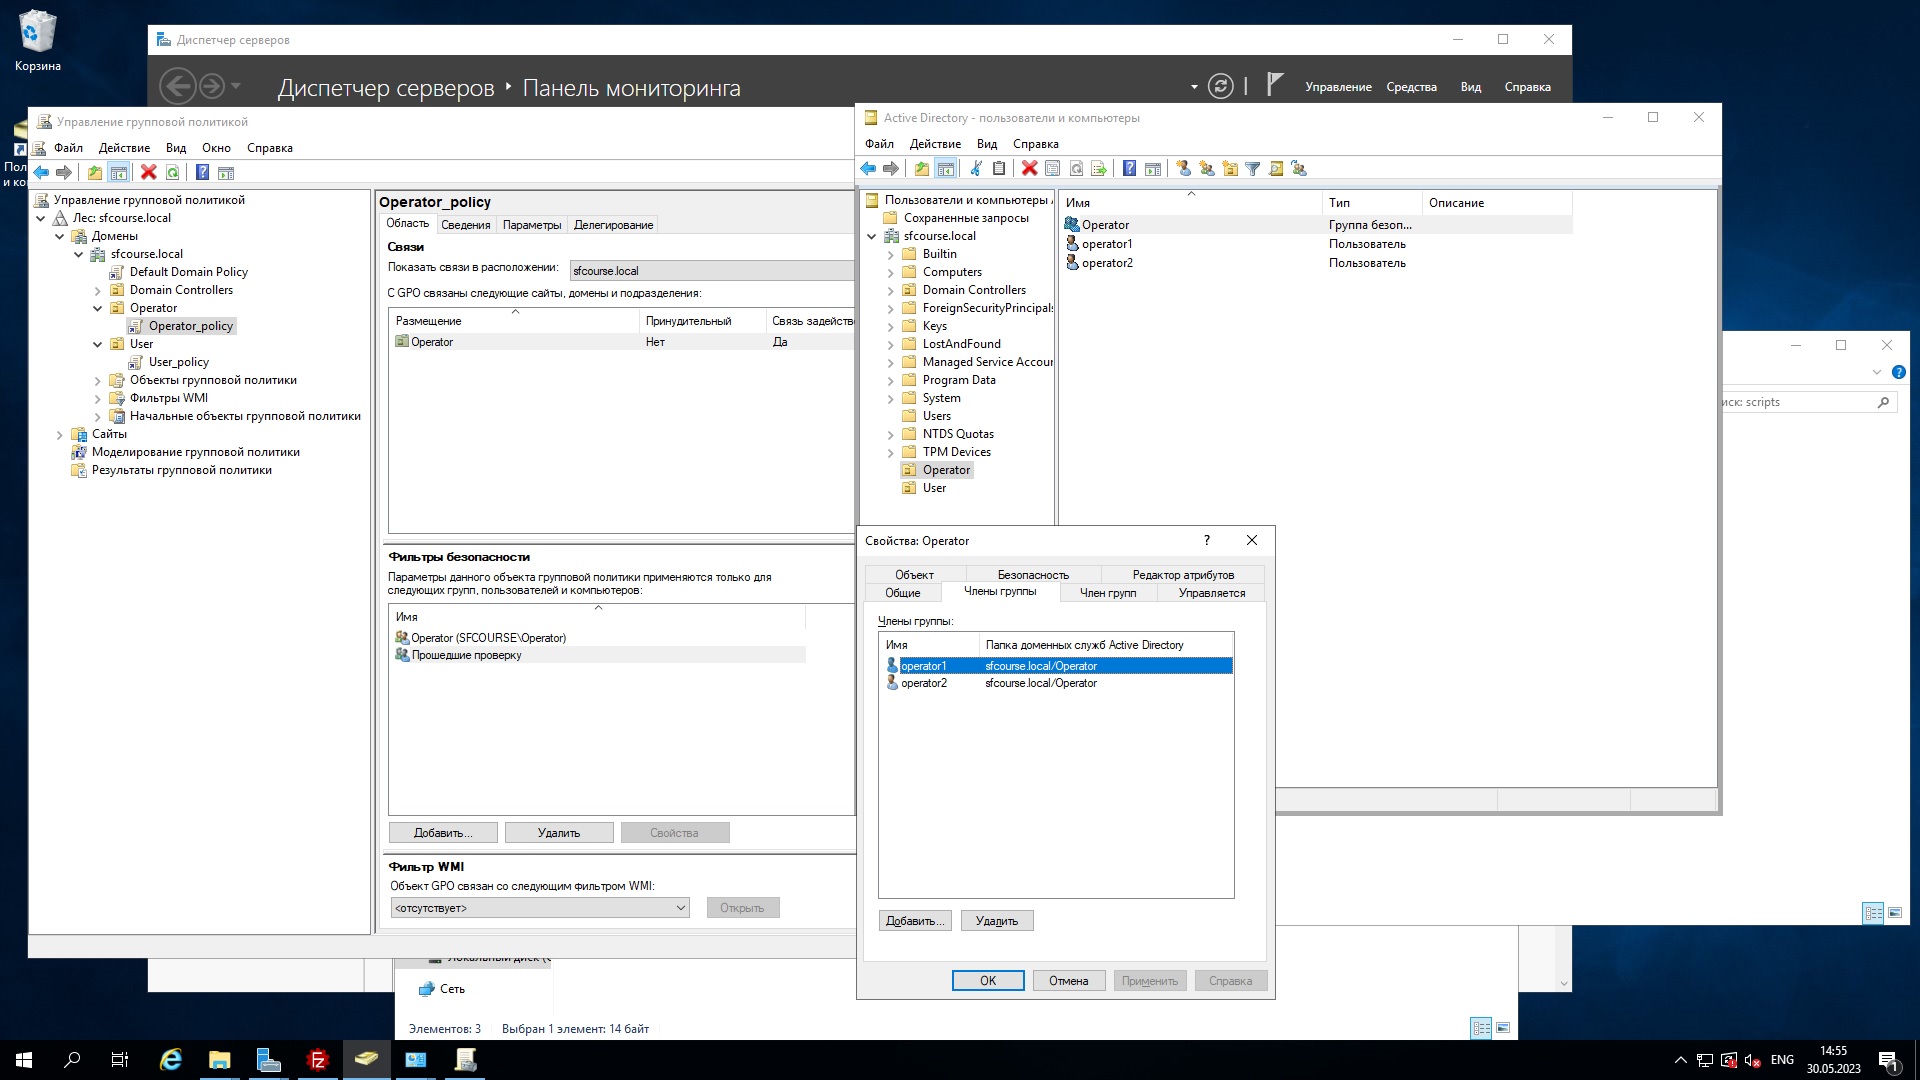 Корзина
Диспетчер серверов
Диспетчер серверов
Панель мониторинга
Управление
Средства
Вид
Справка
Управление групповой политикой
Файл
Действие
Вид
Окно
Справка
Управление групповой политикой
Лес: sfcourse.local
Домены
sfcourse.local
Default Domain Policy
Domain Controllers
Operator
Operator_policy
User
User_policy
Объекты групповой политики
Фильтры WMI
Начальные объекты групповой политики
Сайты
Моделирование групповой политики
Результаты групповой политики
Operator_policy
Область
Сведения
Параметры
Делегирование
Связи
Показать связи в расположении:
sfcourse.local
С GPO связаны следующие сайты, домены и подразделения:
Размещение
Принудительный
Связь задейств
Operator
Нет
Да
Фильтры безопасности
Параметры данного объекта групповой политики применяются только для
следующих групп, пользователей и компьютеров:
Имя
Operator (SFCOURSE\Operator)
Прошедшие проверку
Добавить...
Удалить
Свойства
Фильтр WMI
Объект GPO связан со следующим фильтром WMI:
<отсутствует>
Открыть
Active Directory - пользователи и компьютеры
Файл
Действие
Вид
Справка
Пользователи и компьютеры
Сохраненные запросы
sfcourse.local
Builtin
Computers
Domain Controllers
ForeignSecurityPrincipals
Keys
LostAndFound
Managed Service Accour
Program Data
System
Users
NTDS Quotas
TPM Devices
Operator
User
Имя
Тип
Описание
Operator
Группа безоп...
operator1
Пользователь
operator2
Пользователь
Свойства: Operator
?
Объект
Безопасность
Редактор атрибутов
Общие
Члены группы
Член групп
Управляется
Члены группы:
Имя
Папка доменных служб Active Directory
operator1
sfcourse.local/Operator
operator2
sfcourse.local/Operator
Добавить...
Удалить
OK
Отмена
Применить
Справка
иск: scripts
Сеть
Элементов: 3
Выбран 1 элемент: 14 байт
ENG
14:55
30.05.2023
1